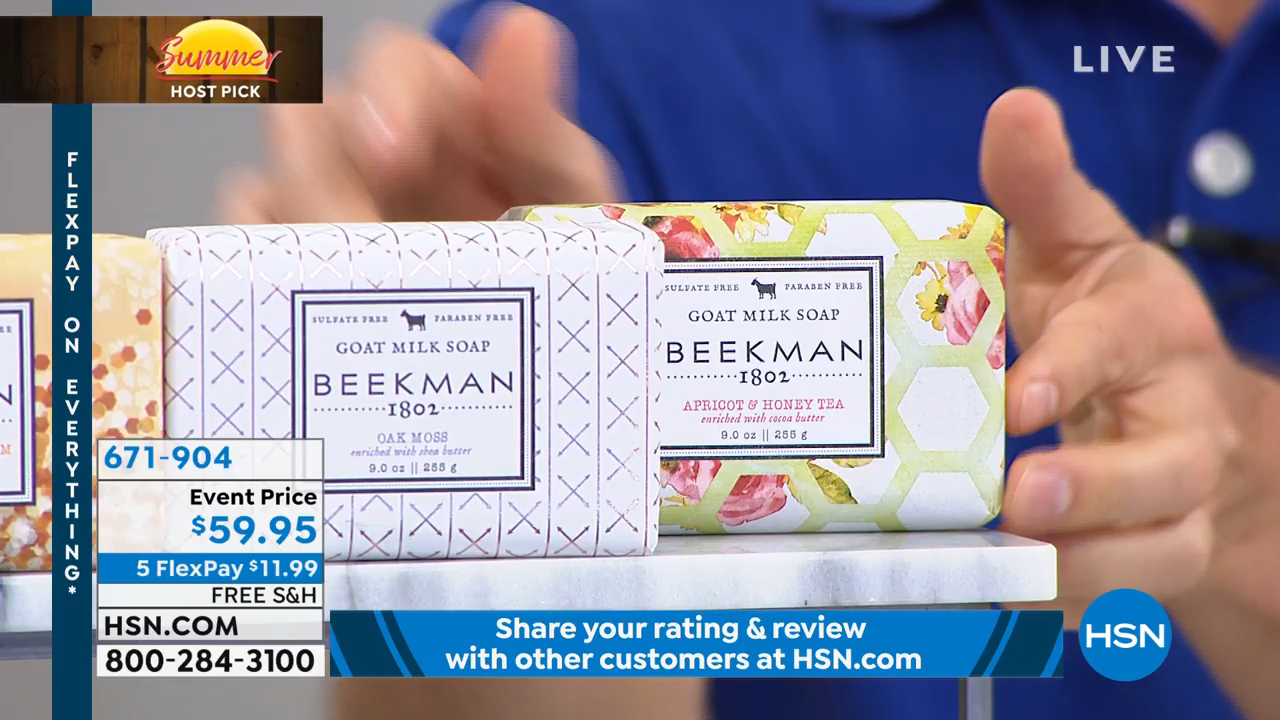 Summer
HOST PICK
LIVE
FLEXPAY ON EVERYTHING*
SULFATE FREE PARABEN FREE
GOAT MILK SOAP
BEEKMAN
1802
OAK MOSS
enriched with shea butter
9.0 oz || 255 g
SULFATE FREE PARABEN FREE
GOAT MILK SOAP
BEEKMAN
1802
APRICOT & HONEY TEA
enriched with cocoa butter
9.0 oz || 255 g
N
M
671-904
Event Price
$59.95
5 FlexPay $11.99
FREE S&H
HSN.COM
800-284-3100
Share your rating & review
with other customers at HSN.com
HSN